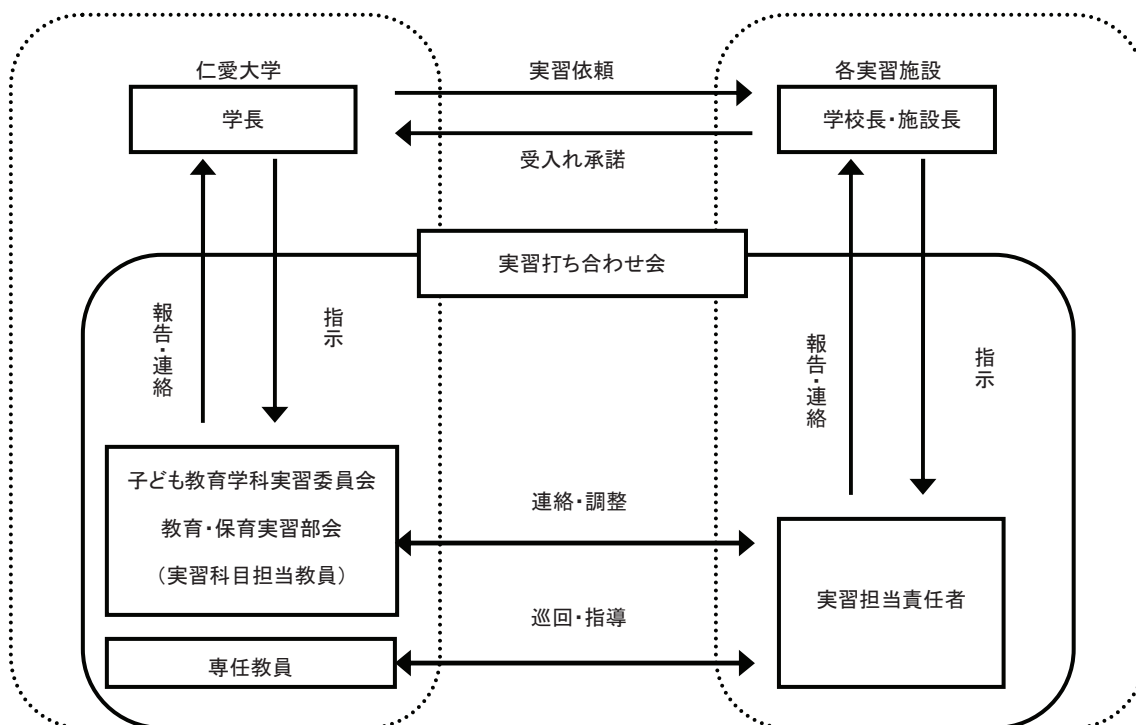 仁愛大学
学長
実習依頼
受入れ承諾
各実習施設
学校長・施設長
実習打ち合わせ会
報告・連絡
指示
報告・連絡
指示
子ども教育学科実習委員会
教育・保育実習部会
（実習科目担当教員）
連絡・調整
巡回・指導
専任教員
実習担当責任者